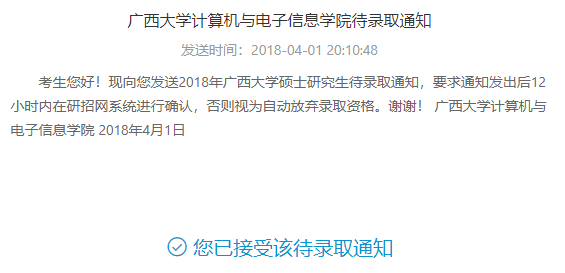 广西大学计算机与电子信息学院待录取通知
发送时间：2018-04-01 20:10:48
考生您好！现向您发送2018年广西大学硕士研究生待录取通知，要求通知发出后12
小时内在研招网系统进行确认，否则视为自动放弃录取资格。谢谢！ 广西大学计算机与
电子信息学院 2018年4月1日
您已接受该待录取通知